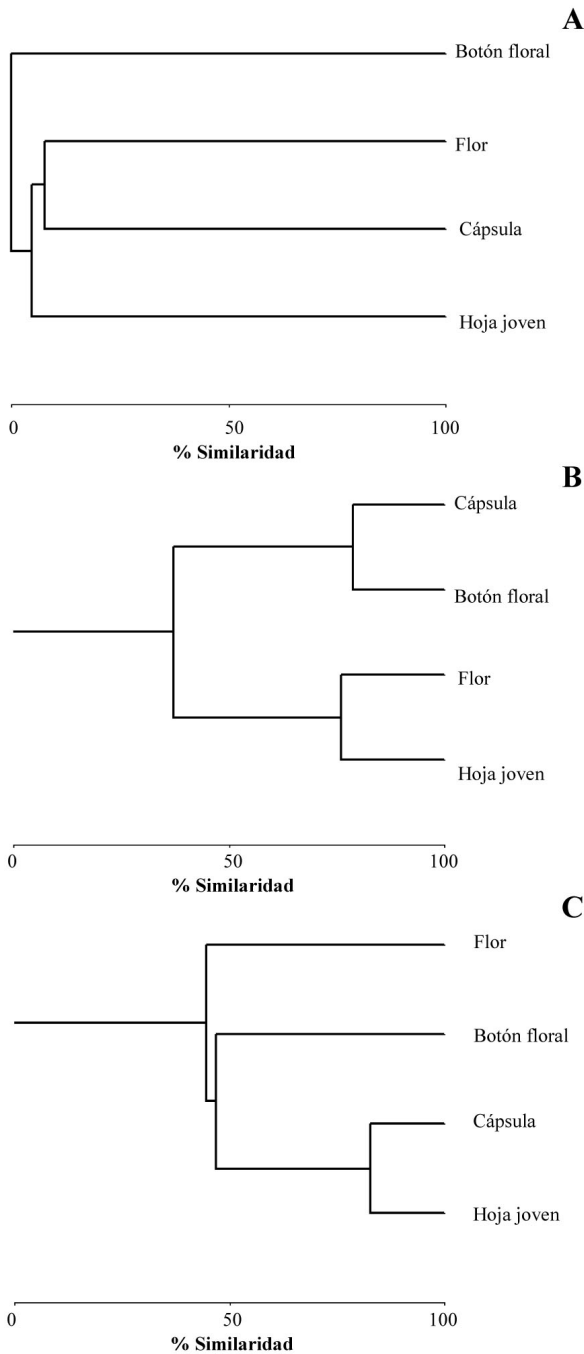 A
Botón floral
Flor
Cápsula
Hoja joven
0 50 100
% Similaridad
B
Cápsula
Botón floral
Flor
Hoja joven
0 50 100
% Similaridad
C
Flor
Botón floral
Cápsula
Hoja joven
0 50 100
% Similaridad